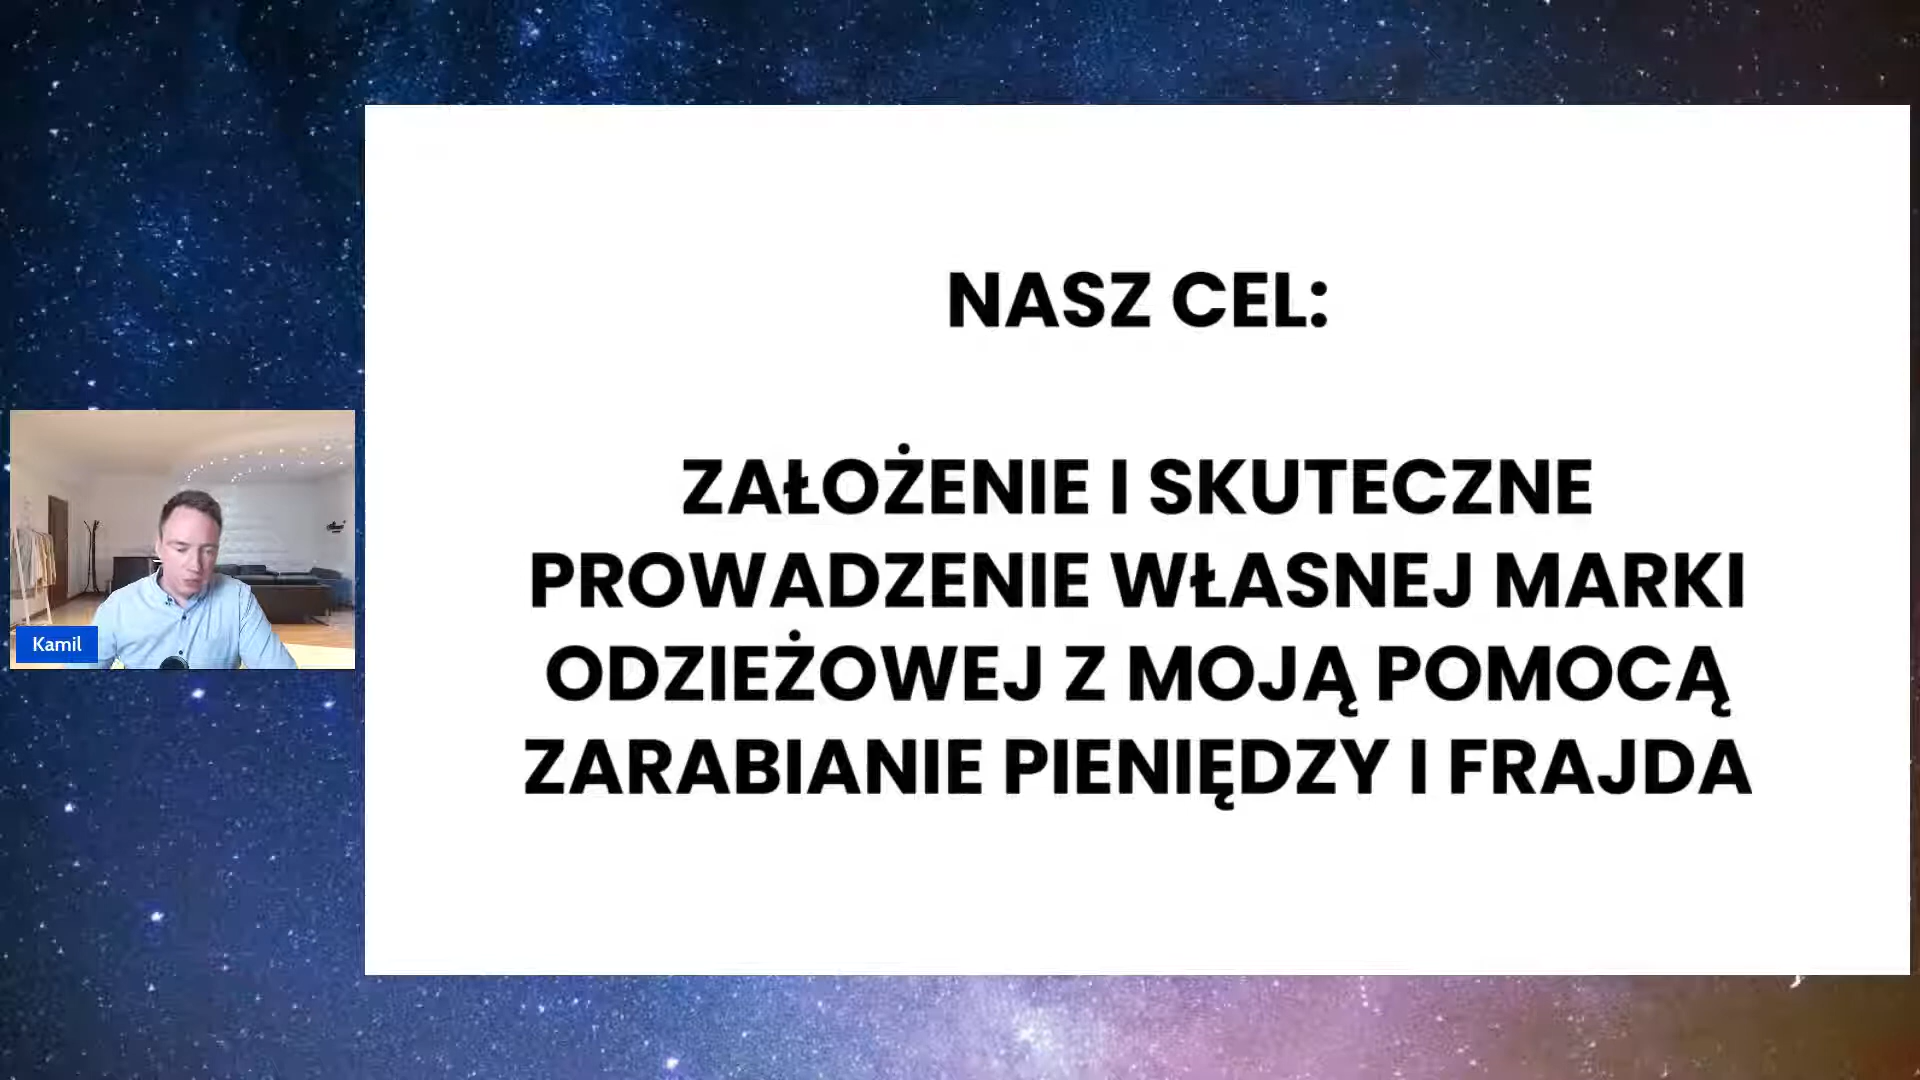 NASZ CEL:
ZAŁOŻENIE I SKUTECZNE
PROWADZENIE WŁASNEJ MARKI
ODZIEŻOWEJ Z MOJĄ POMOCĄ
ZARABIANIE PIENIĘDZY I FRAJDA
Kamil